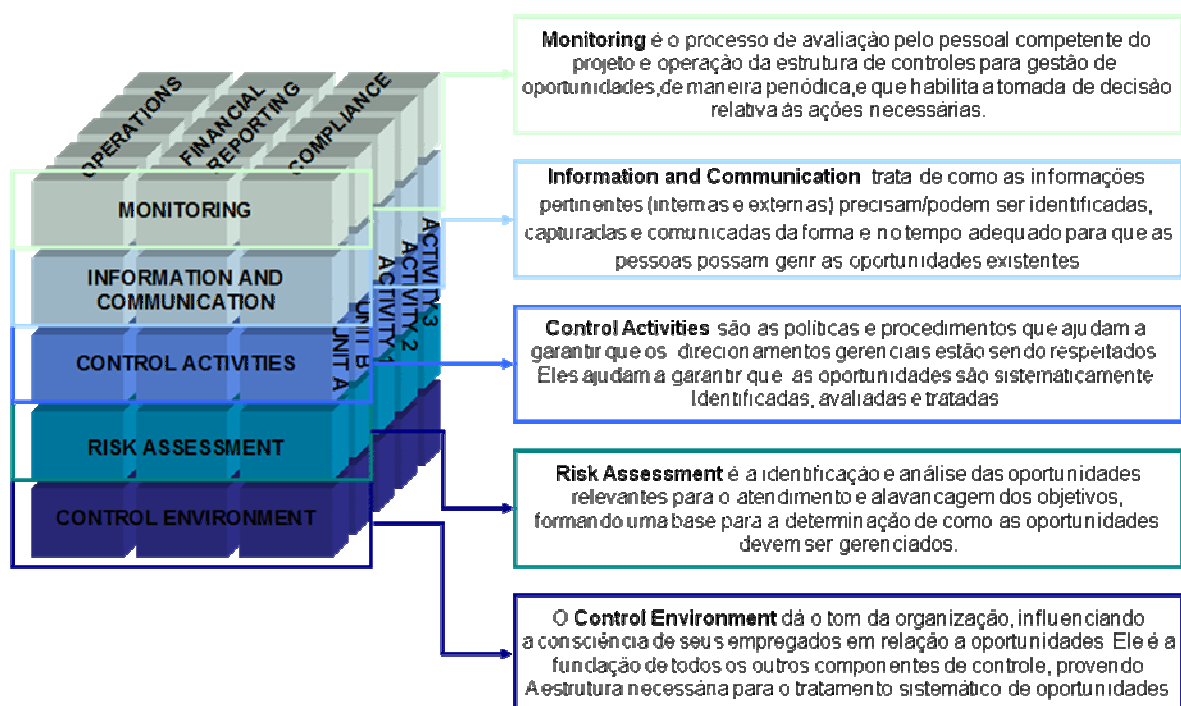 OPERATIONS
FINANCIAL
REPORTING
COMPLIANCE
MONITORING
INFORMATION AND
COMMUNICATION
CONTROL ACTIVITIES
RISK ASSESSMENT
CONTROL ENVIRONMENT
UNIT A
UNIT B
ACTIVITY 1
ACTIVITY 2
ACTIVITY 3
Monitoring é o processo de avaliação pelo pessoal competente do
projeto e operação da estrutura de controles para gestão de
oportunidades,de maneira periódica,e que habilita a tomada de decisão
relativa às ações necessárias.
Information and Communication trata de como as informações
pertinentes (internas e externas) precisam/podem ser identificadas,
capturadas e comunicadas da forma e no tempo adequado para que as
pessoas possam gerir as oportunidades existentes
Control Activities são as políticas e procedimentos que ajudam a
garantir que os direcionamentos gerenciais estão sendo respeitados
Eles ajudam a garantir que as oportunidades são sistematicamente
Identificadas, avaliadas e tratadas
Risk Assessment é a identificação e análise das oportunidades
relevantes para o atendimento e alavancagem dos objetivos,
formando uma base para a determinação de como as oportunidades
devem ser gerenciados.
O Control Environment dá o tom da organização, influenciando
a consciência de seus empregados em relação a oportunidades Ele é a
fundação de todos os outros componentes de controle, provendo
A estrutura necessária para o tratamento sistemático de oportunidades